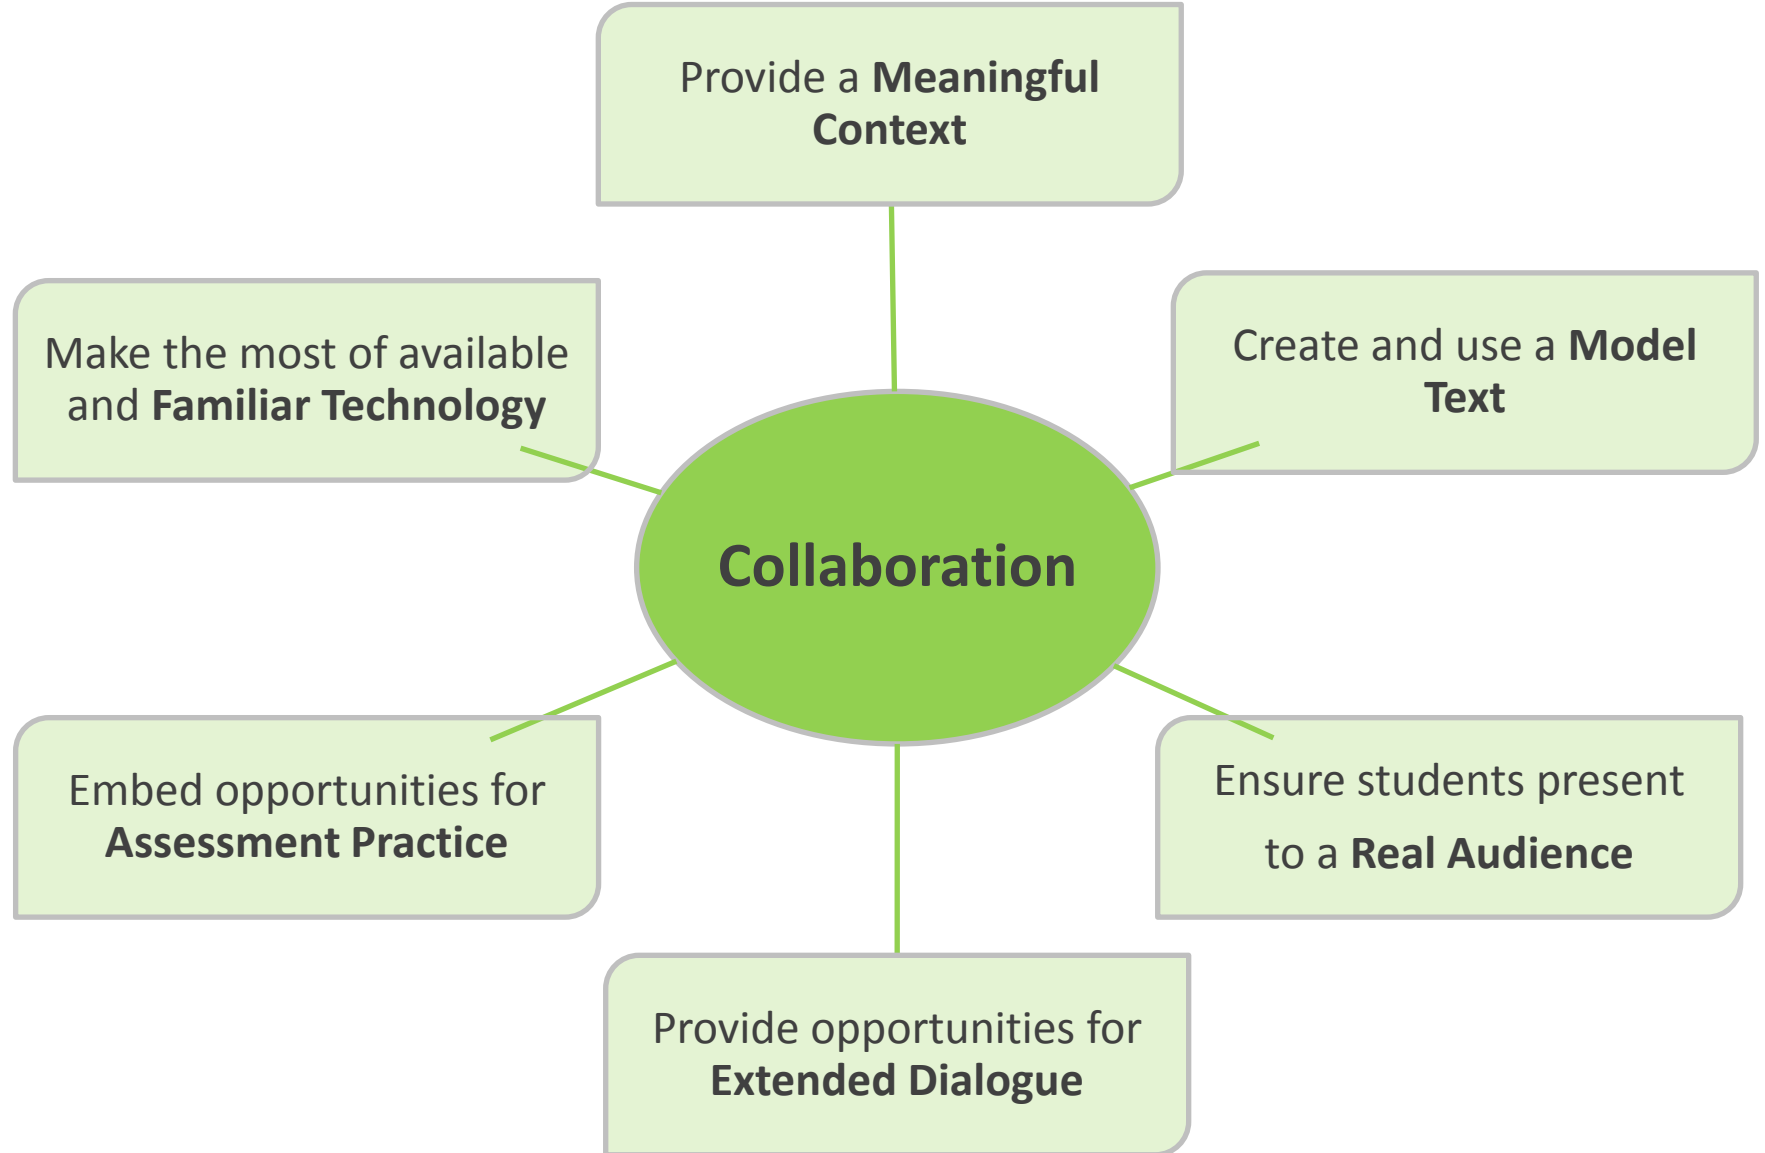 Provide a Meaningful
Context
Make the most of available
and Familiar Technology
Create and use a Model
Text
Collaboration
Embed opportunities for
Assessment Practice
Ensure students present
to a Real Audience
Provide opportunities for
Extended Dialogue